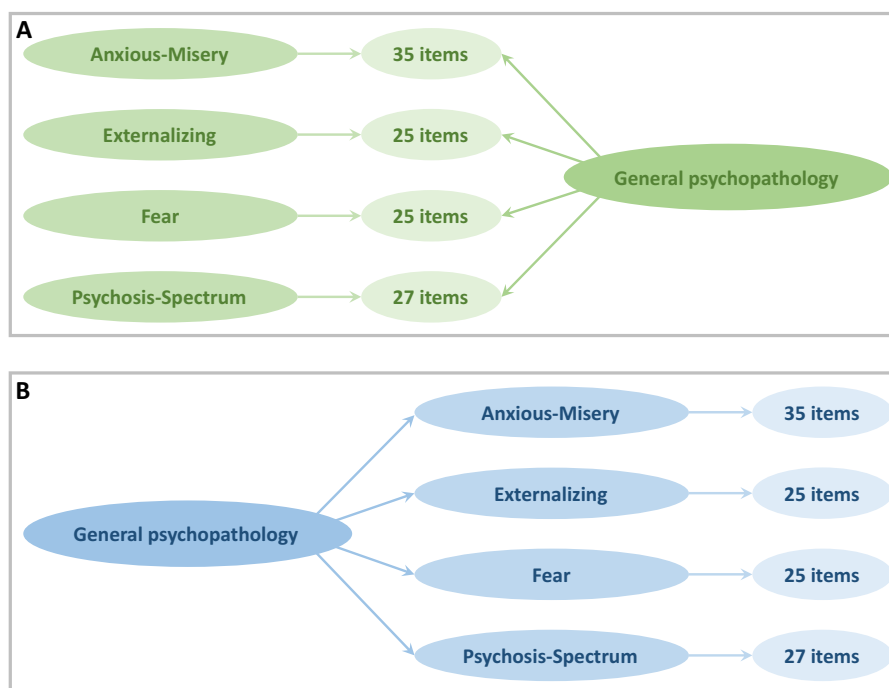 A
Anxious-Misery
35 items
Externalizing
25 items
General psychopathology
Fear
25 items
Psychosis-Spectrum
27 items
B
Anxious-Misery
35 items
Externalizing
25 items
General psychopathology
Fear
25 items
Psychosis-Spectrum
27 items